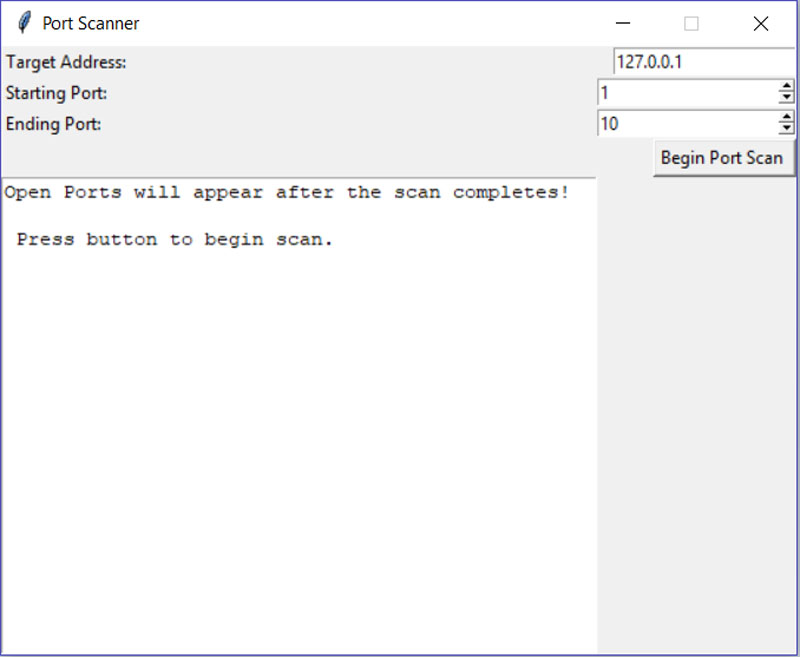 Port Scanner
Target Address: 127.0.0.1
Starting Port: 1
Ending Port: 10
Begin Port Scan
Open Ports will appear after the scan completes!
Press button to begin scan.